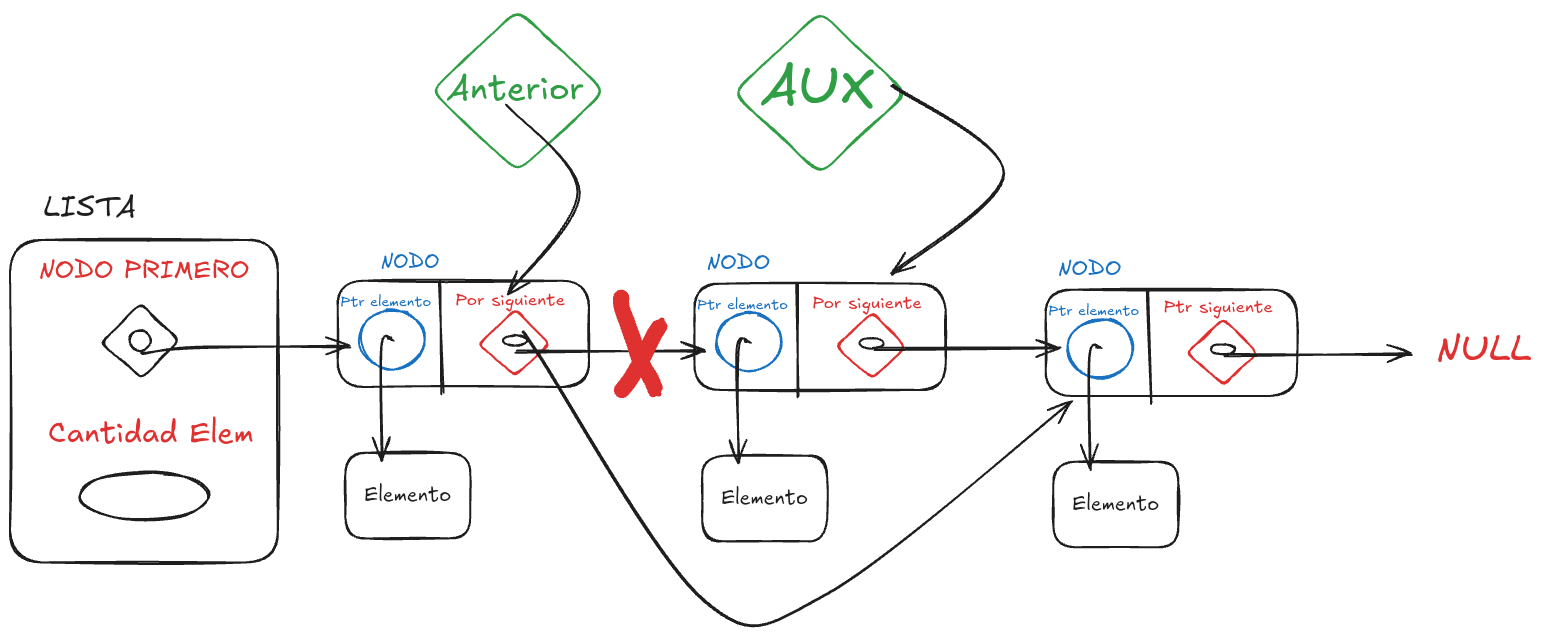 Anterior
AUX
LISTA
NODO PRIMERO
Cantidad Elem
NODO
Ptr elemento
Por siguiente
Elemento
NODO
Ptr elemento
Por siguiente
Elemento
NODO
Ptr elemento
Ptr siguiente
Elemento
NULL